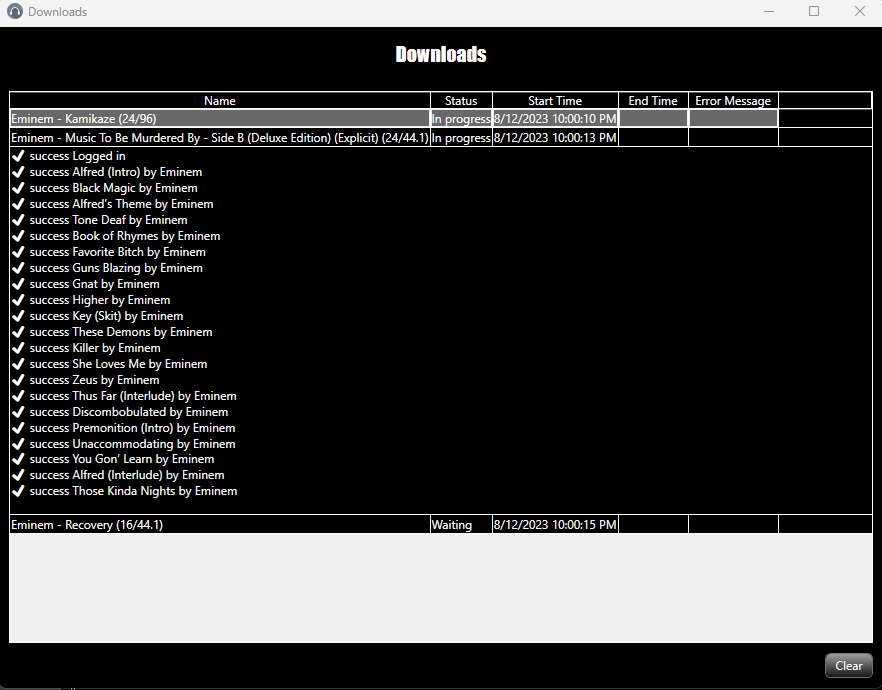 Downloads
Downloads
Name Status Start Time End Time Error Message
Eminem - Kamikaze (24/96) In progress 8/12/2023 10:00:10 PM
Eminem - Music To Be Murdered By - Side B (Deluxe Edition) (Explicit) (24/44.1) In progress 8/12/2023 10:00:13 PM
✔ success Logged in
✔ success Alfred (Intro) by Eminem
✔ success Black Magic by Eminem
✔ success Alfred’s Theme by Eminem
✔ success Tone Deaf by Eminem
✔ success Book of Rhymes by Eminem
✔ success Favorite Bitch by Eminem
✔ success Guns Blazing by Eminem
✔ success Gnat by Eminem
✔ success Higher by Eminem
✔ success Key (Skit) by Eminem
✔ success These Demons by Eminem
✔ success Killer by Eminem
✔ success She Loves Me by Eminem
✔ success Zeus by Eminem
✔ success Thus Far (Interlude) by Eminem
✔ success Discombobulated by Eminem
✔ success Premonition (Intro) by Eminem
✔ success Unaccommodating by Eminem
✔ success You Gon’ Learn by Eminem
✔ success Alfred (Interlude) by Eminem
✔ success Those Kinda Nights by Eminem
Eminem - Recovery (16/44.1) Waiting 8/12/2023 10:00:15 PM
Clear